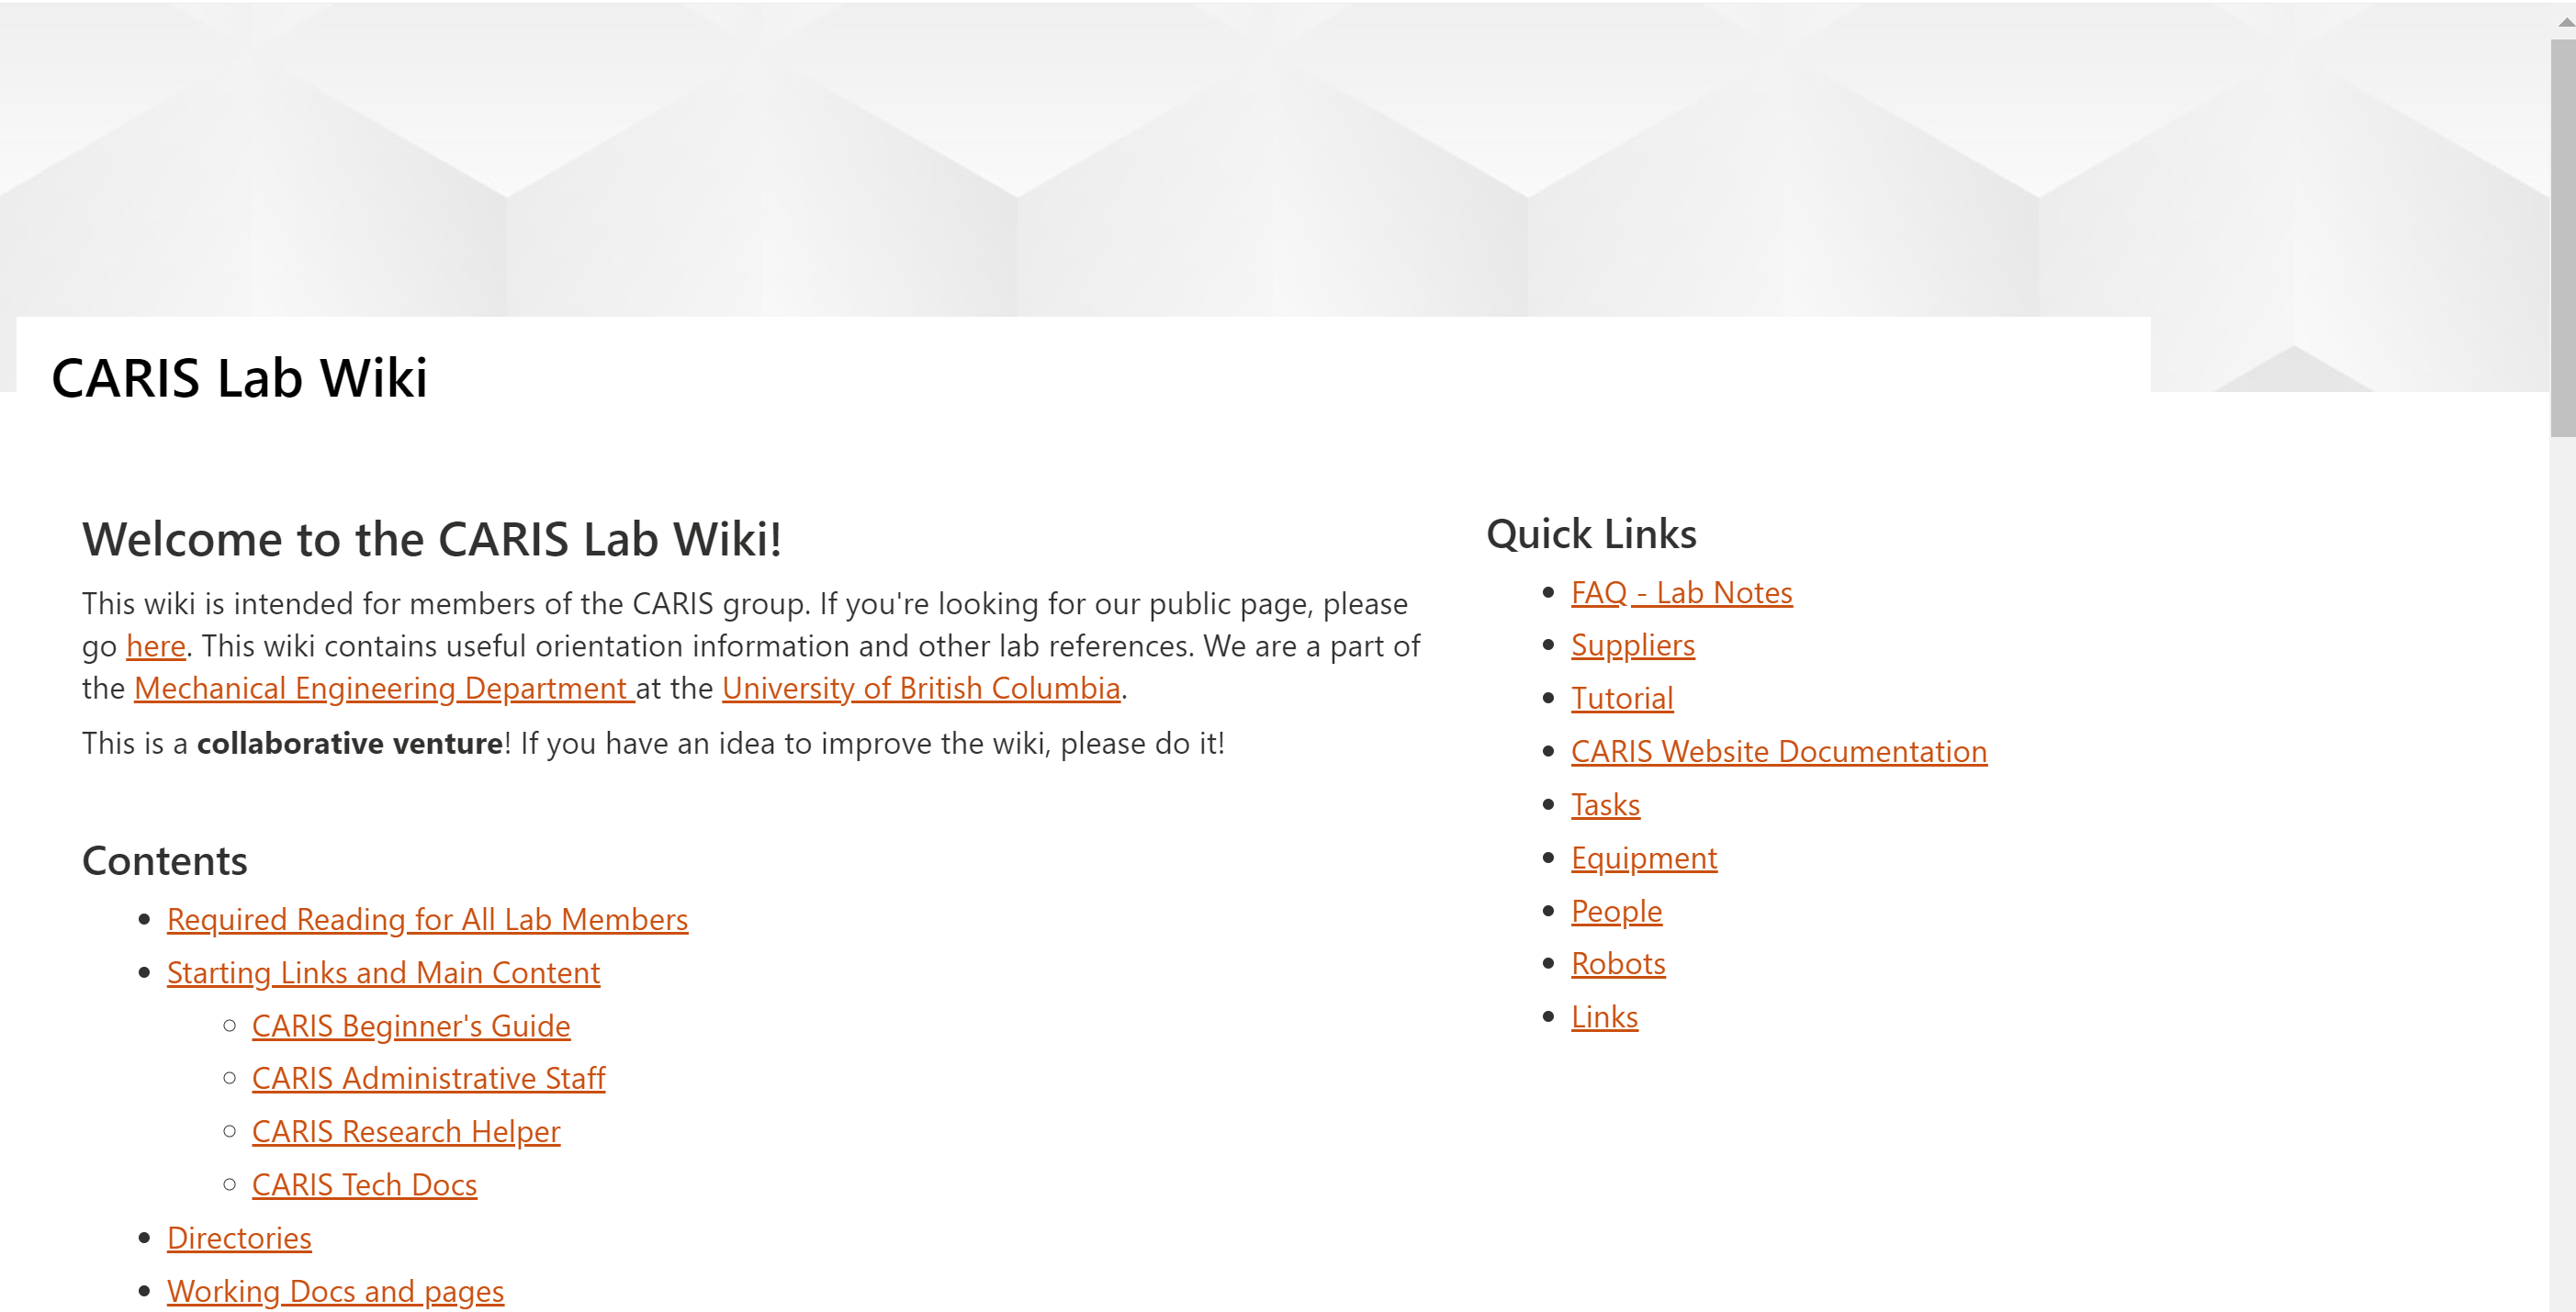 CARIS Lab Wiki
Welcome to the CARIS Lab Wiki!
This wiki is intended for members of the CARIS group. If you're looking for our public page, please
go here. This wiki contains useful orientation information and other lab references. We are a part of
the Mechanical Engineering Department at the University of British Columbia.
This is a collaborative venture! If you have an idea to improve the wiki, please do it!
Contents
Required Reading for All Lab Members
Starting Links and Main Content
CARIS Beginner's Guide
CARIS Administrative Staff
CARIS Research Helper
CARIS Tech Docs
Directories
Working Docs and pages
Quick Links
FAQ - Lab Notes
Suppliers
Tutorial
CARIS Website Documentation
Tasks
Equipment
People
Robots
Links